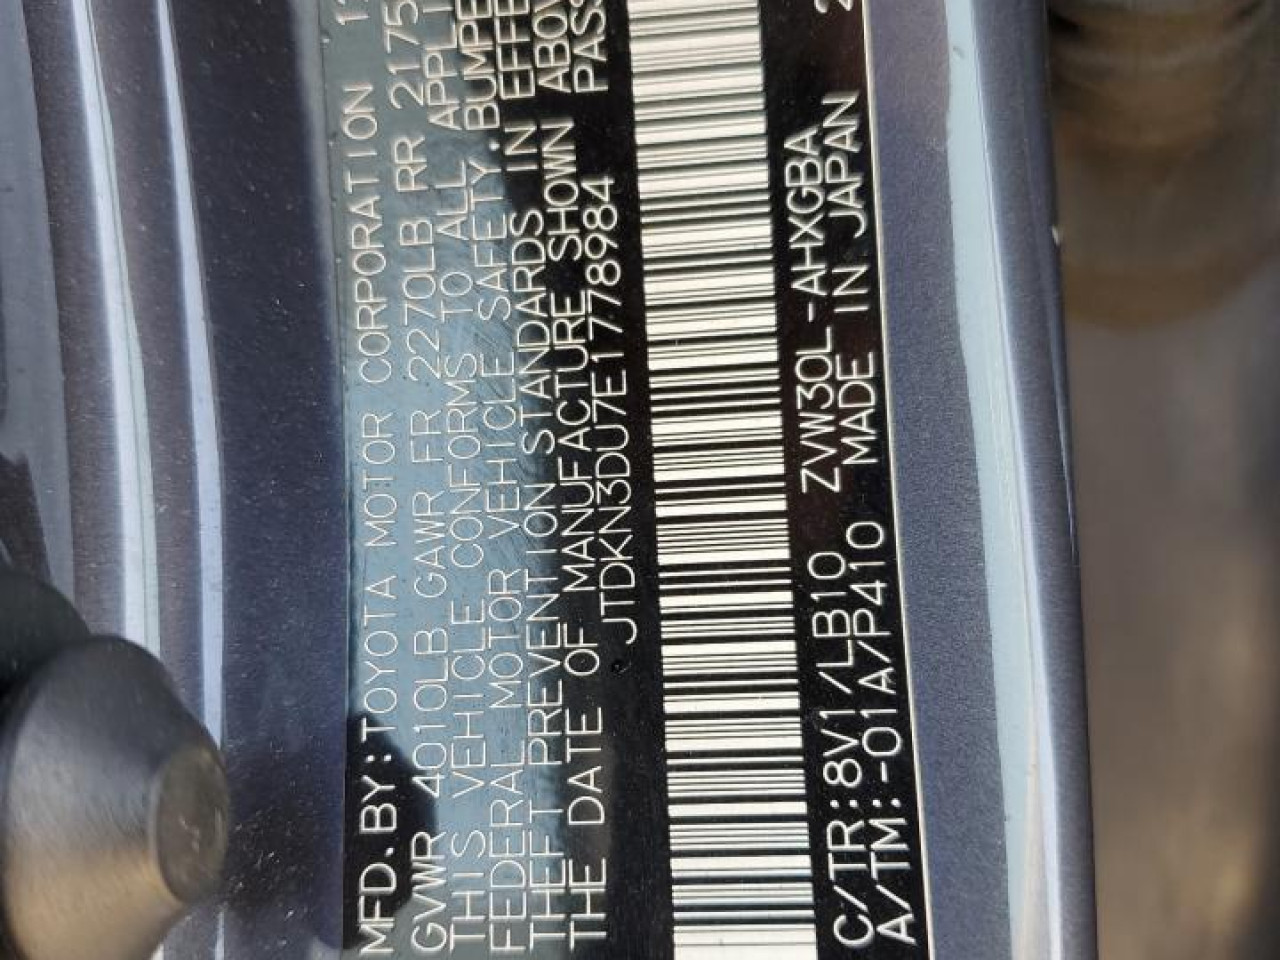 MFD.BY:TOYOTA MOTOR CORPORATION
GVWR 4010LB GAWR FR 2270LB RR 2175
THIS VEHICLE CONFORMS TO ALL APPLI
FEDERAL MOTOR VEHICLE SAFETY.BUMPE
THEFT PREVENTION STANDARDS IN EFFE
THE DATE OF MANUFACTURE SHOWN ABOV
JTDKN3DU7E1778984 PASS
C/TR:8V1/LB10 ZVW30L-AHXGBA
A/TM:-01A/P410 MADE IN JAPAN